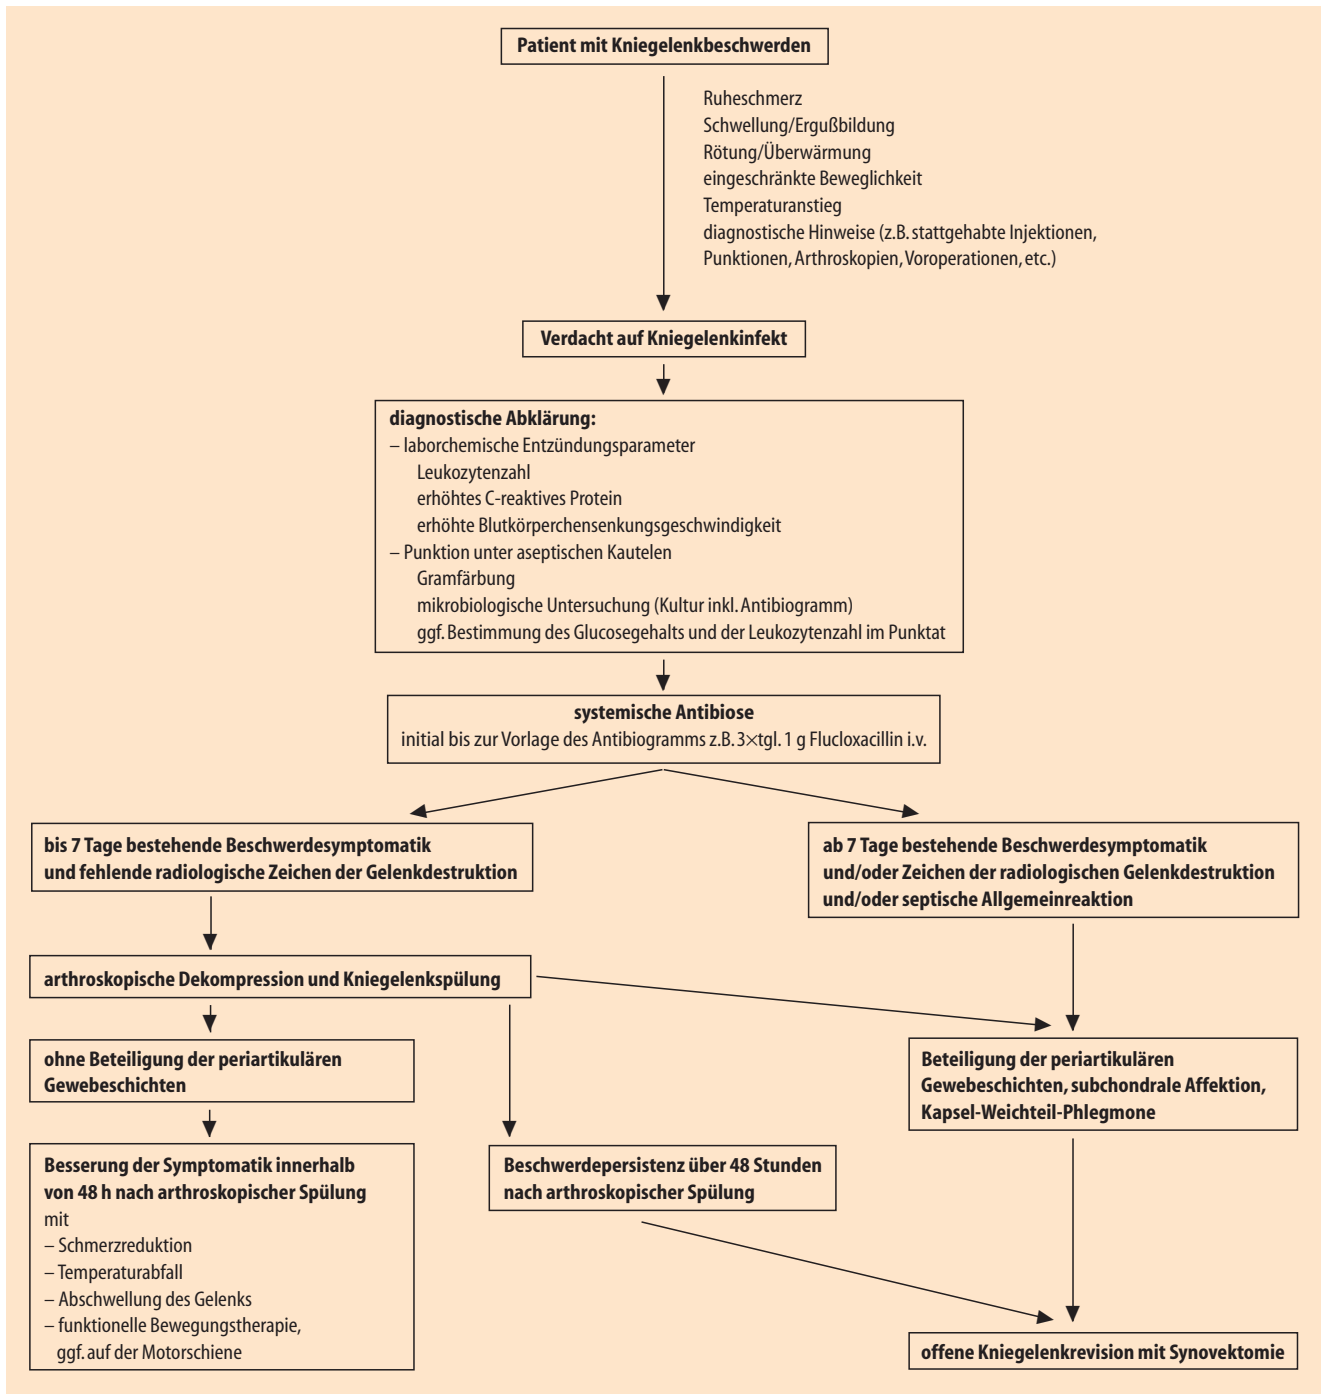 Patient mit Kniegelenkbeschwerden
Ruheschmerz
Schwellung/Ergußbildung
Rötung/Überwärmung
eingeschränkte Beweglichkeit
Temperaturanstieg
diagnostische Hinweise (z.B. stattgehabte Injektionen,
Punktionen, Arthroskopien, Voroperationen, etc.)
Verdacht auf Kniegelenkinfekt
diagnostische Abklärung:
– laborchemische Entzündungsparameter
Leukozytenzahl
erhöhtes C-reaktives Protein
erhöhte Blutkörperchensenkungsgeschwindigkeit
– Punktion unter aseptischen Kautelen
Gramfärbung
mikrobiologische Untersuchung (Kultur inkl. Antibiogramm)
ggf. Bestimmung des Glucosegehalts und der Leukozytenzahl im Punktat
systemische Antibiose
initial bis zur Vorlage des Antibiogramms z.B. 3×tgl. 1 g Flucloxacillin i.v.
bis 7 Tage bestehende Beschwerdesymptomatik
und fehlende radiologische Zeichen der Gelenkdestruktion
ab 7 Tage bestehende Beschwerdesymptomatik
und/oder Zeichen der radiologischen Gelenkdestruktion
und/oder septische Allgemeinreaktion
arthroskopische Dekompression und Kniegelenkspülung
ohne Beteiligung der periartikulären
Gewebeschichten
Beteiligung der periartikulären
Gewebeschichten, subchondrale Affektion,
Kapsel-Weichteil-Phlegmone
Besserung der Symptomatik innerhalb
von 48 h nach arthroskopischer Spülung
mit
– Schmerzreduktion
– Temperaturabfall
– Abschwellung des Gelenks
– funktionelle Bewegungstherapie,
ggf. auf der Motorschiene
Beschwerdepersistenz über 48 Stunden
nach arthroskopischer Spülung
offene Kniegelenkrevision mit Synovektomie